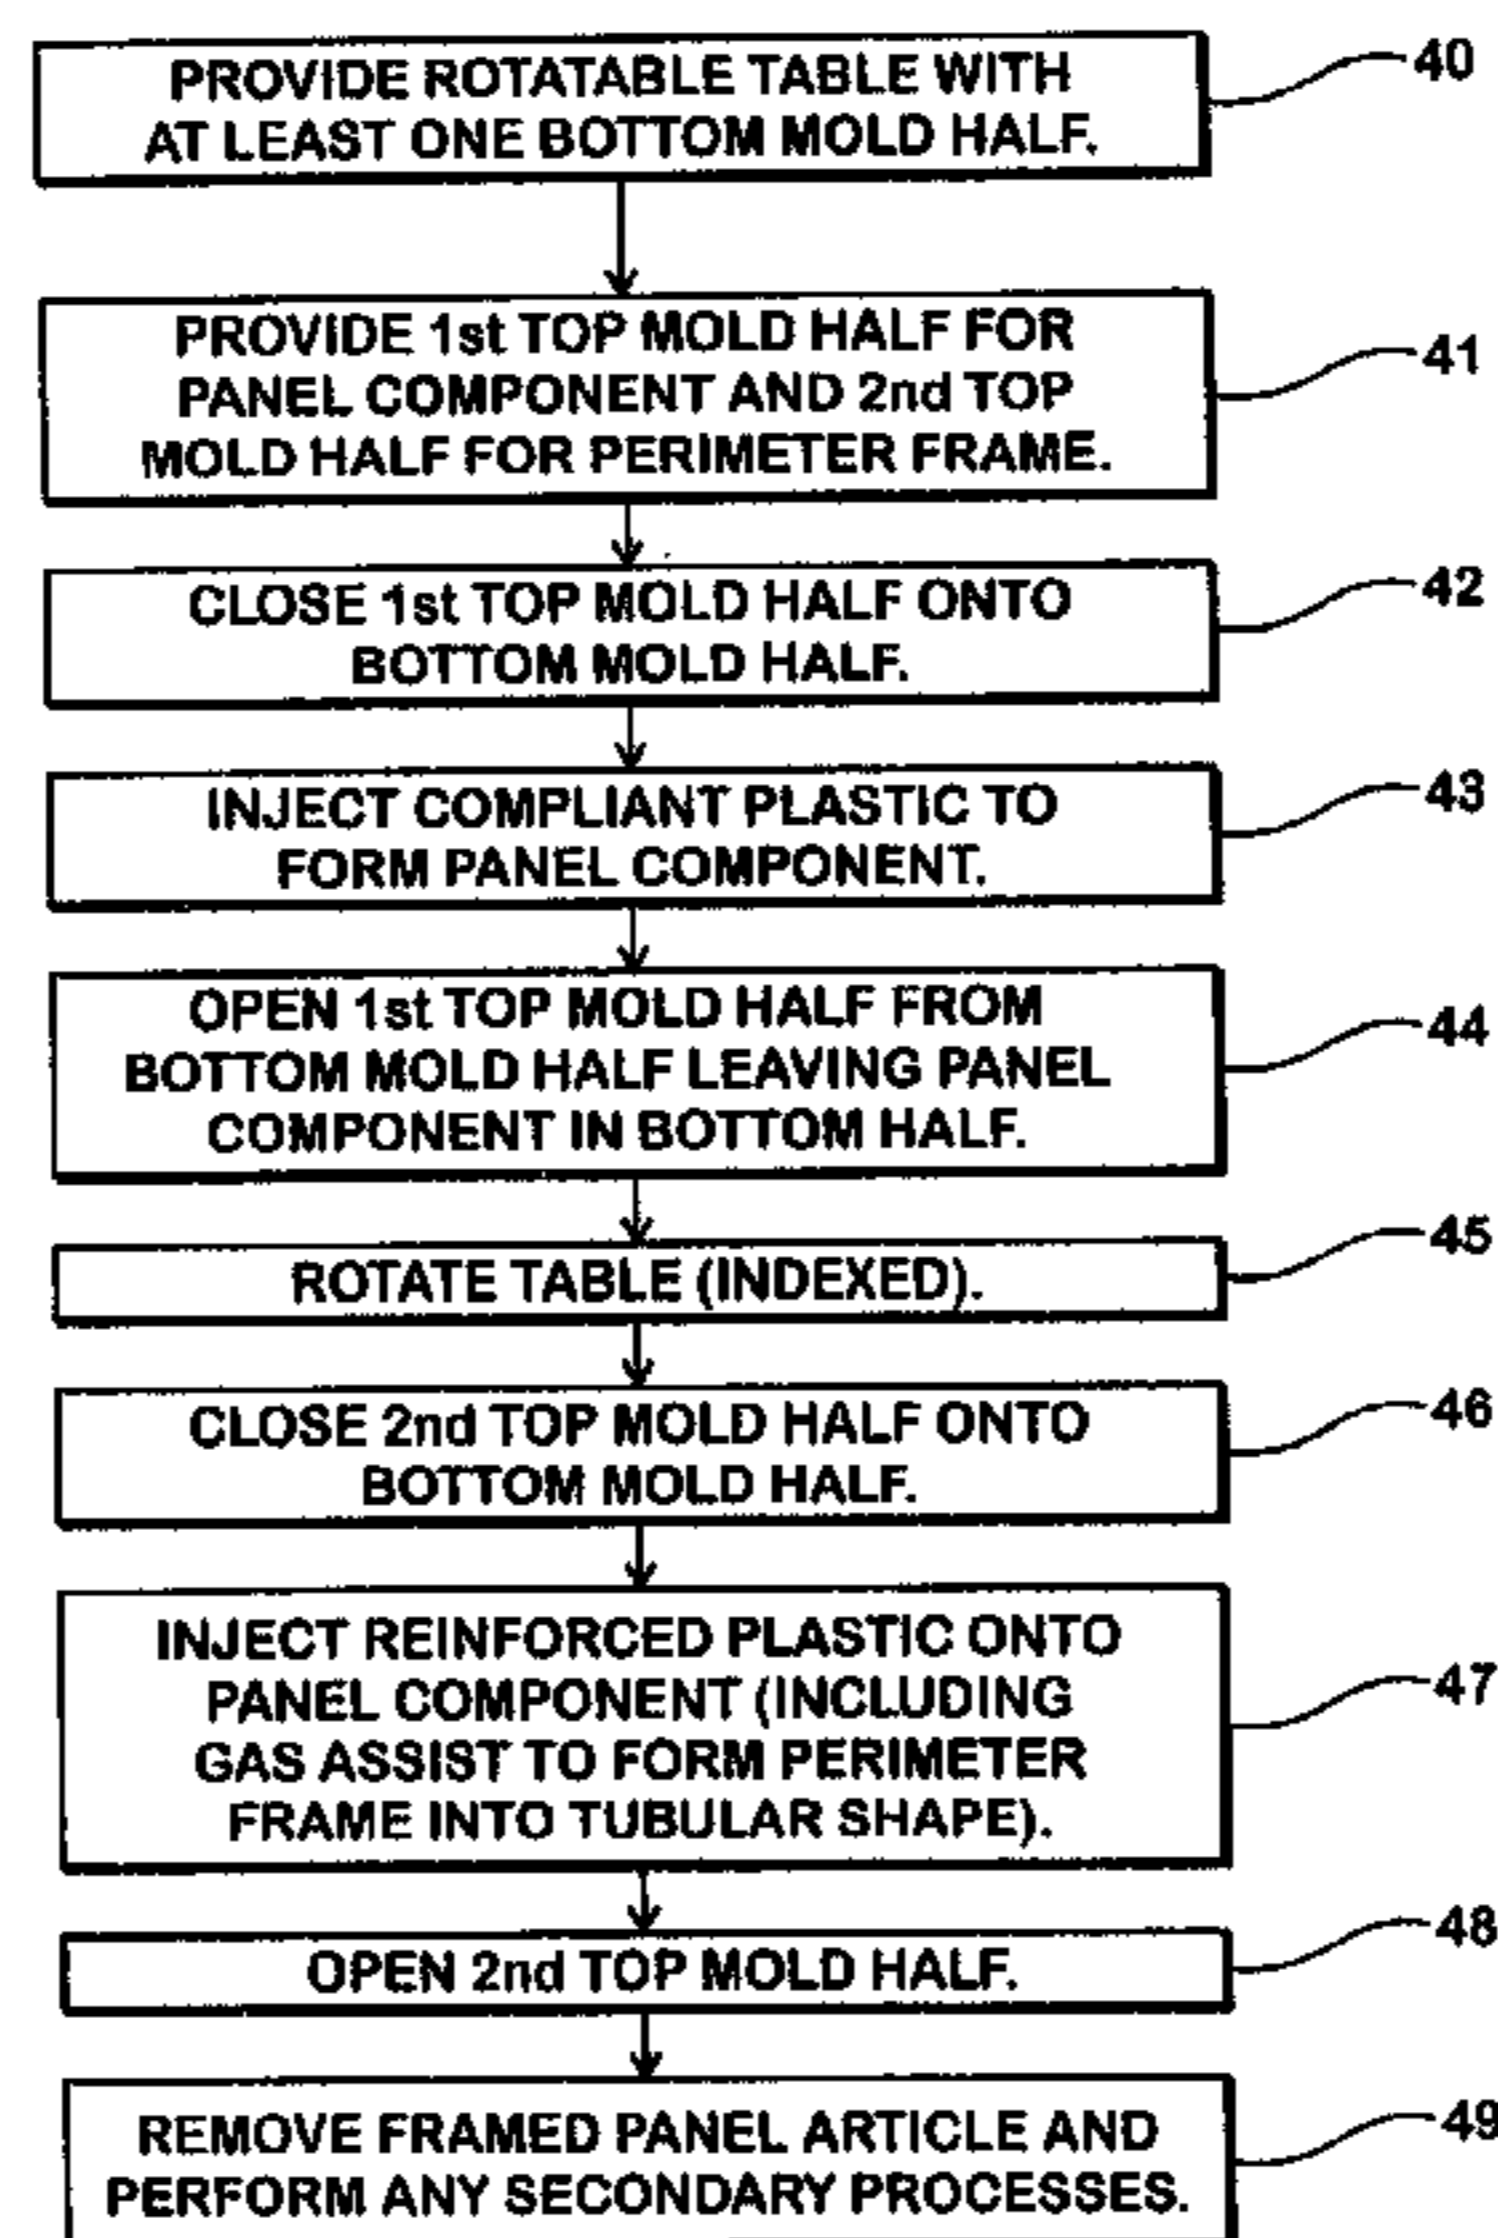 PROVIDE ROTATABLE TABLE WITH
AT LEAST ONE BOTTOM MOLD HALF.
40
PROVIDE 1st TOP MOLD HALF FOR
PANEL COMPONENT AND 2nd TOP
MOLD HALF FOR PERIMETER FRAME.
41
CLOSE 1st TOP MOLD HALF ONTO
BOTTOM MOLD HALF.
42
INJECT COMPLIANT PLASTIC TO
FORM PANEL COMPONENT.
43
OPEN 1st TOP MOLD HALF FROM
BOTTOM MOLD HALF LEAVING PANEL
COMPONENT IN BOTTOM HALF.
44
ROTATE TABLE (INDEXED).
45
CLOSE 2nd TOP MOLD HALF ONTO
BOTTOM MOLD HALF.
46
INJECT REINFORCED PLASTIC ONTO
PANEL COMPONENT (INCLUDING
GAS ASSIST TO FORM PERIMETER
FRAME INTO TUBULAR SHAPE).
47
OPEN 2nd TOP MOLD HALF.
48
REMOVE FRAMED PANEL ARTICLE AND
PERFORM ANY SECONDARY PROCESSES.
49